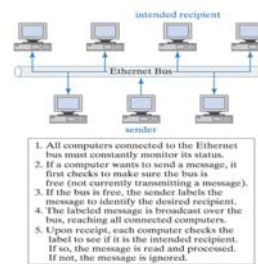 intended recipient
Ethernet Bus
sender
1. All computers connected to the Ethernet
bus must constantly monitor its status.
2. If a computer wants to send a message, it
first checks to make sure the bus is
free (not currently transmitting a message).
3. If the bus is free, the sender labels the
message to identify the desired recipient.
4. The labeled message is broadcast over the
bus, reaching all connected computers.
5. Upon receipt, each computer checks the
label to see if it is the intended recipient.
If so, the message is read and processed.
If not, the message is ignored.